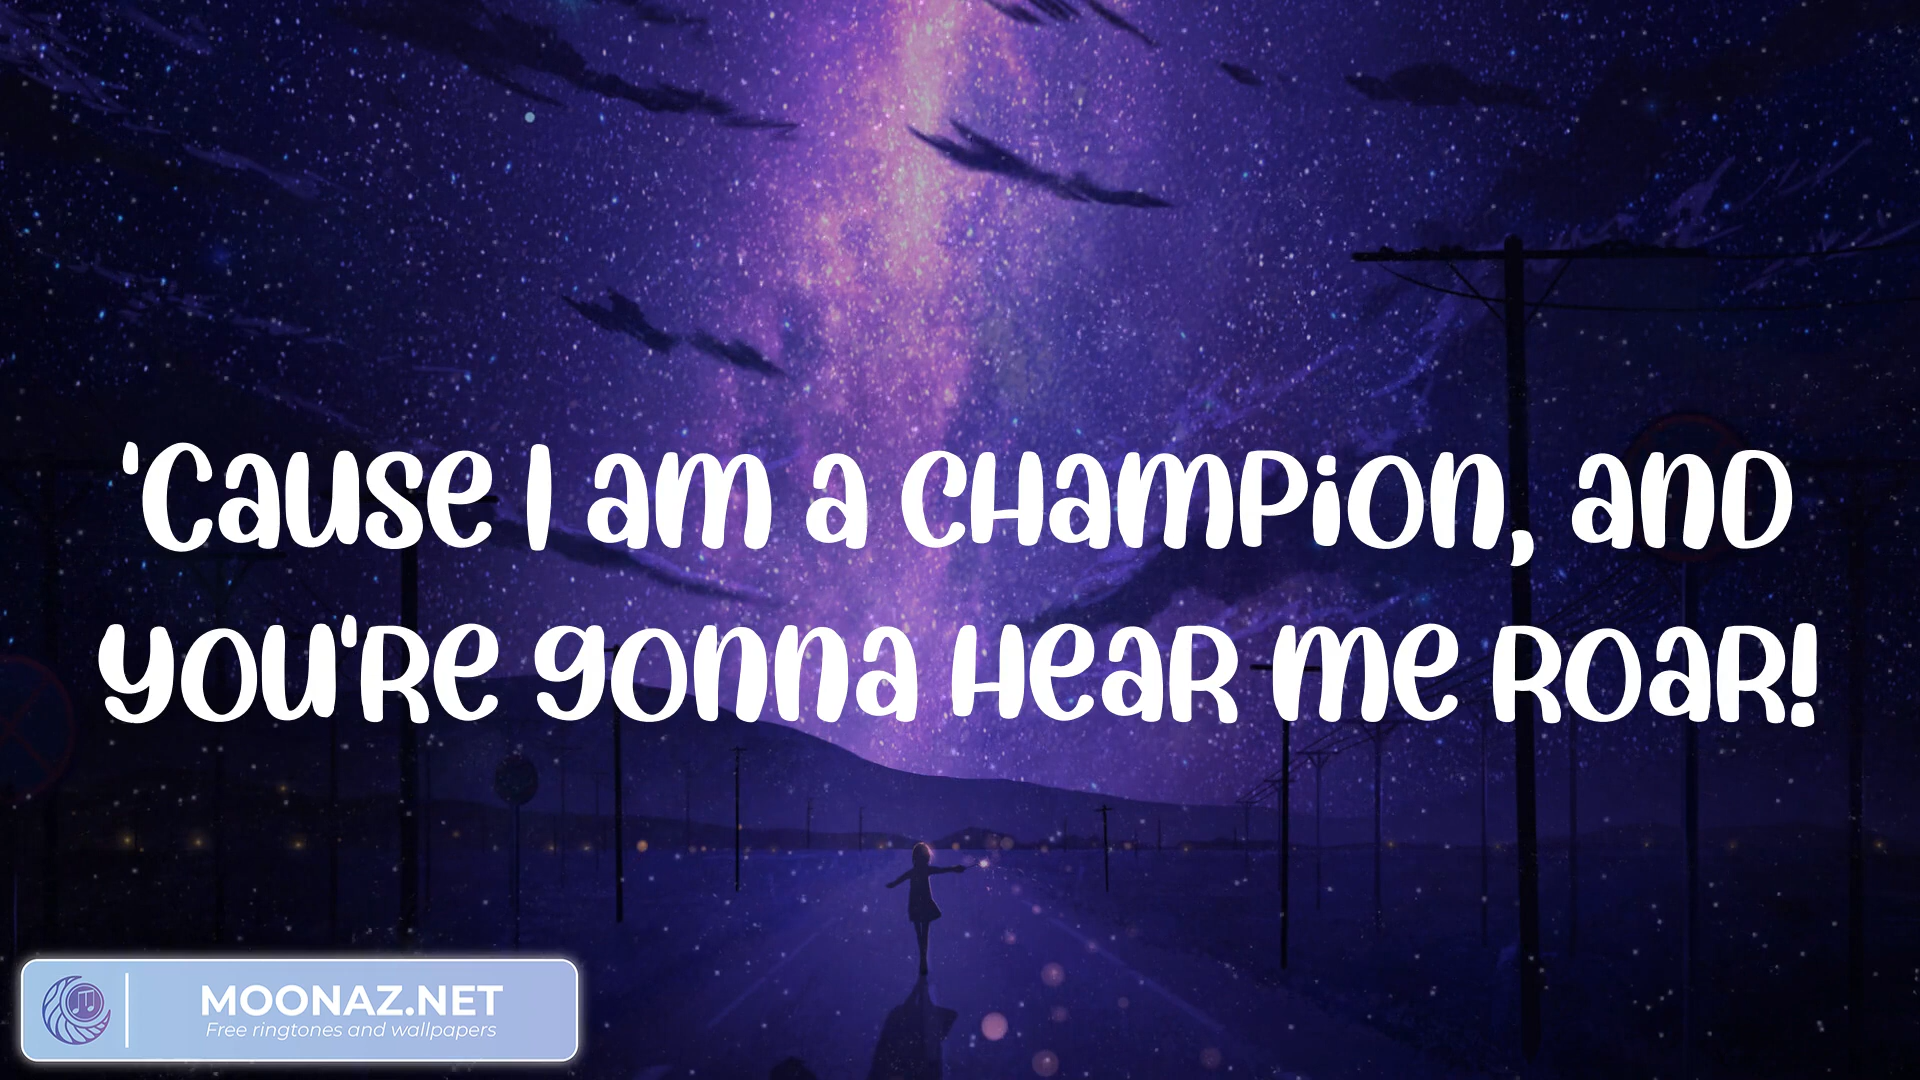 'Cause I am a champion, and
you're gonna hear me roar!
MOONAZ.NET
Free ringtones and wallpapers